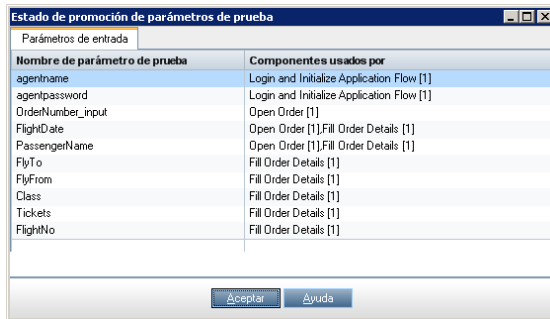 Estado de promoción de parámetros de prueba
Parámetros de entrada
Nombre de parámetro de prueba Componentes usados por
agentname Login and Initialize Application Flow [1]
agentpassword Login and Initialize Application Flow [1]
OrderNumber_input Open Order [1]
FlightDate Open Order [1],Fill Order Details [1]
PassengerName Open Order [1],Fill Order Details [1]
FlyTo Fill Order Details [1]
FlyFrom Fill Order Details [1]
Class Fill Order Details [1]
Tickets Fill Order Details [1]
FlightNo Fill Order Details [1]
Aceptar Ayuda